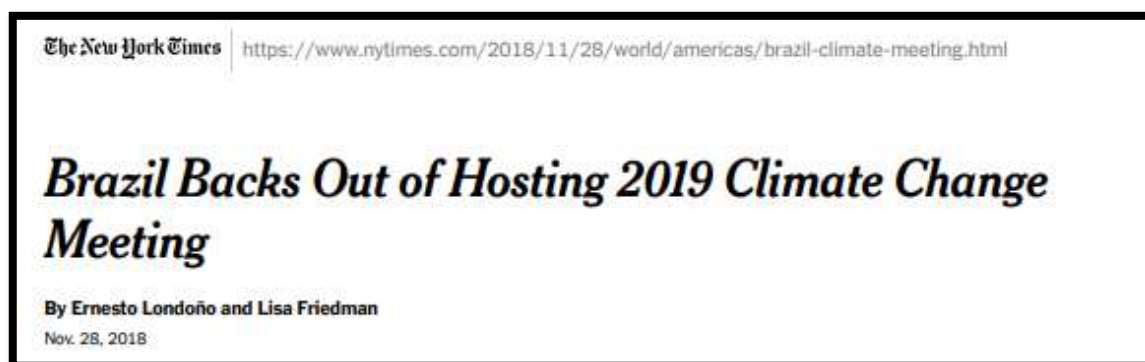 The New York Times https://www.nytimes.com/2018/11/28/world/americas/brazil-climate-meeting.html
Brazil Backs Out of Hosting 2019 Climate Change
Meeting
By Ernesto Londoño and Lisa Friedman
Nov. 28, 2018